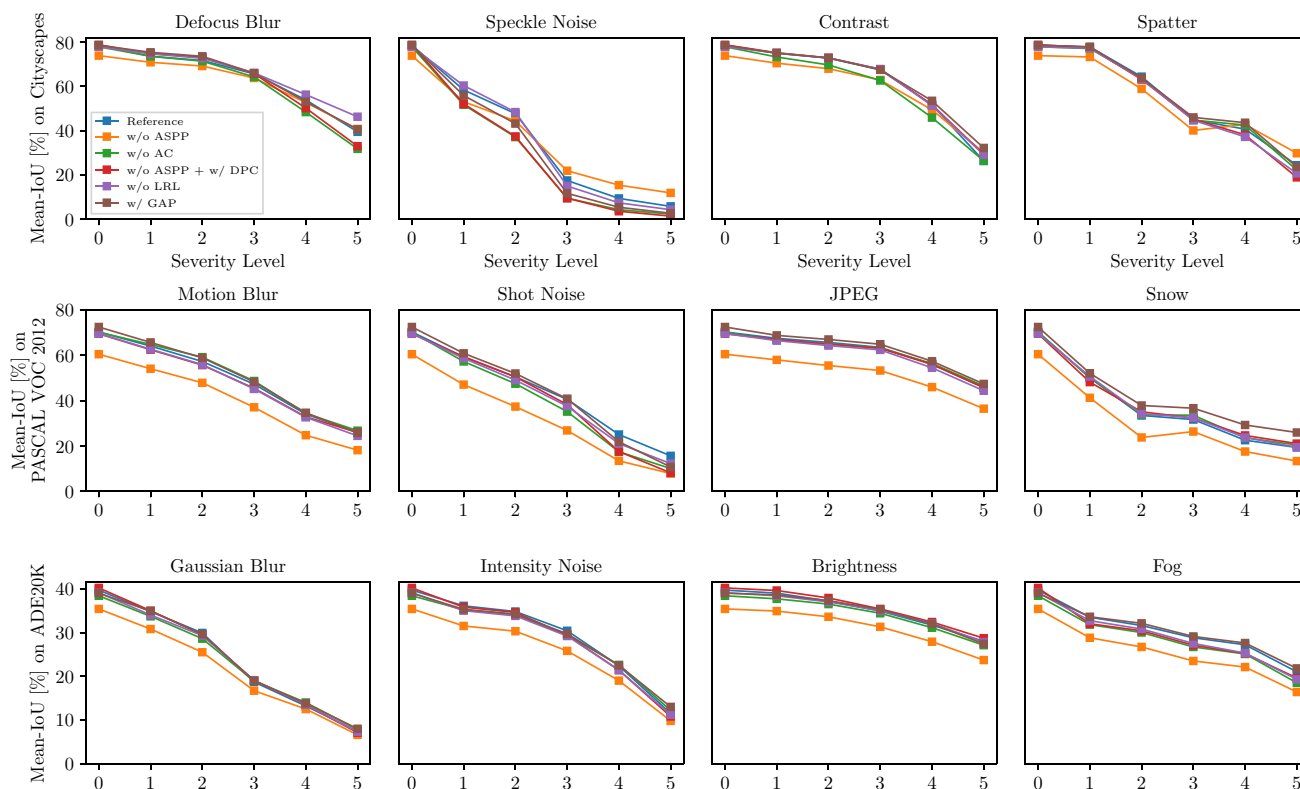 Defocus Blur Speckle Noise Contrast Spatter
Mean-IoU [%] on Cityscapes
80
60
40
20
0
Reference
w/o ASPP
w/o AC
w/o ASPP + w/ DPC
w/o LRL
w/ GAP
0 1 2 3 4 5 0 1 2 3 4 5 0 1 2 3 4 5 0 1 2 3 4 5
Severity Level Severity Level Severity Level Severity Level
Motion Blur Shot Noise JPEG Snow
Mean-IoU [%] on
PASCAL VOC 2012
80
60
40
20
0
0 1 2 3 4 5 0 1 2 3 4 5 0 1 2 3 4 5 0 1 2 3 4 5
Gaussian Blur Intensity Noise Brightness Fog
Mean-IoU [%] on ADE20K
40
30
20
10
0
0 1 2 3 4 5 0 1 2 3 4 5 0 1 2 3 4 5 0 1 2 3 4 5